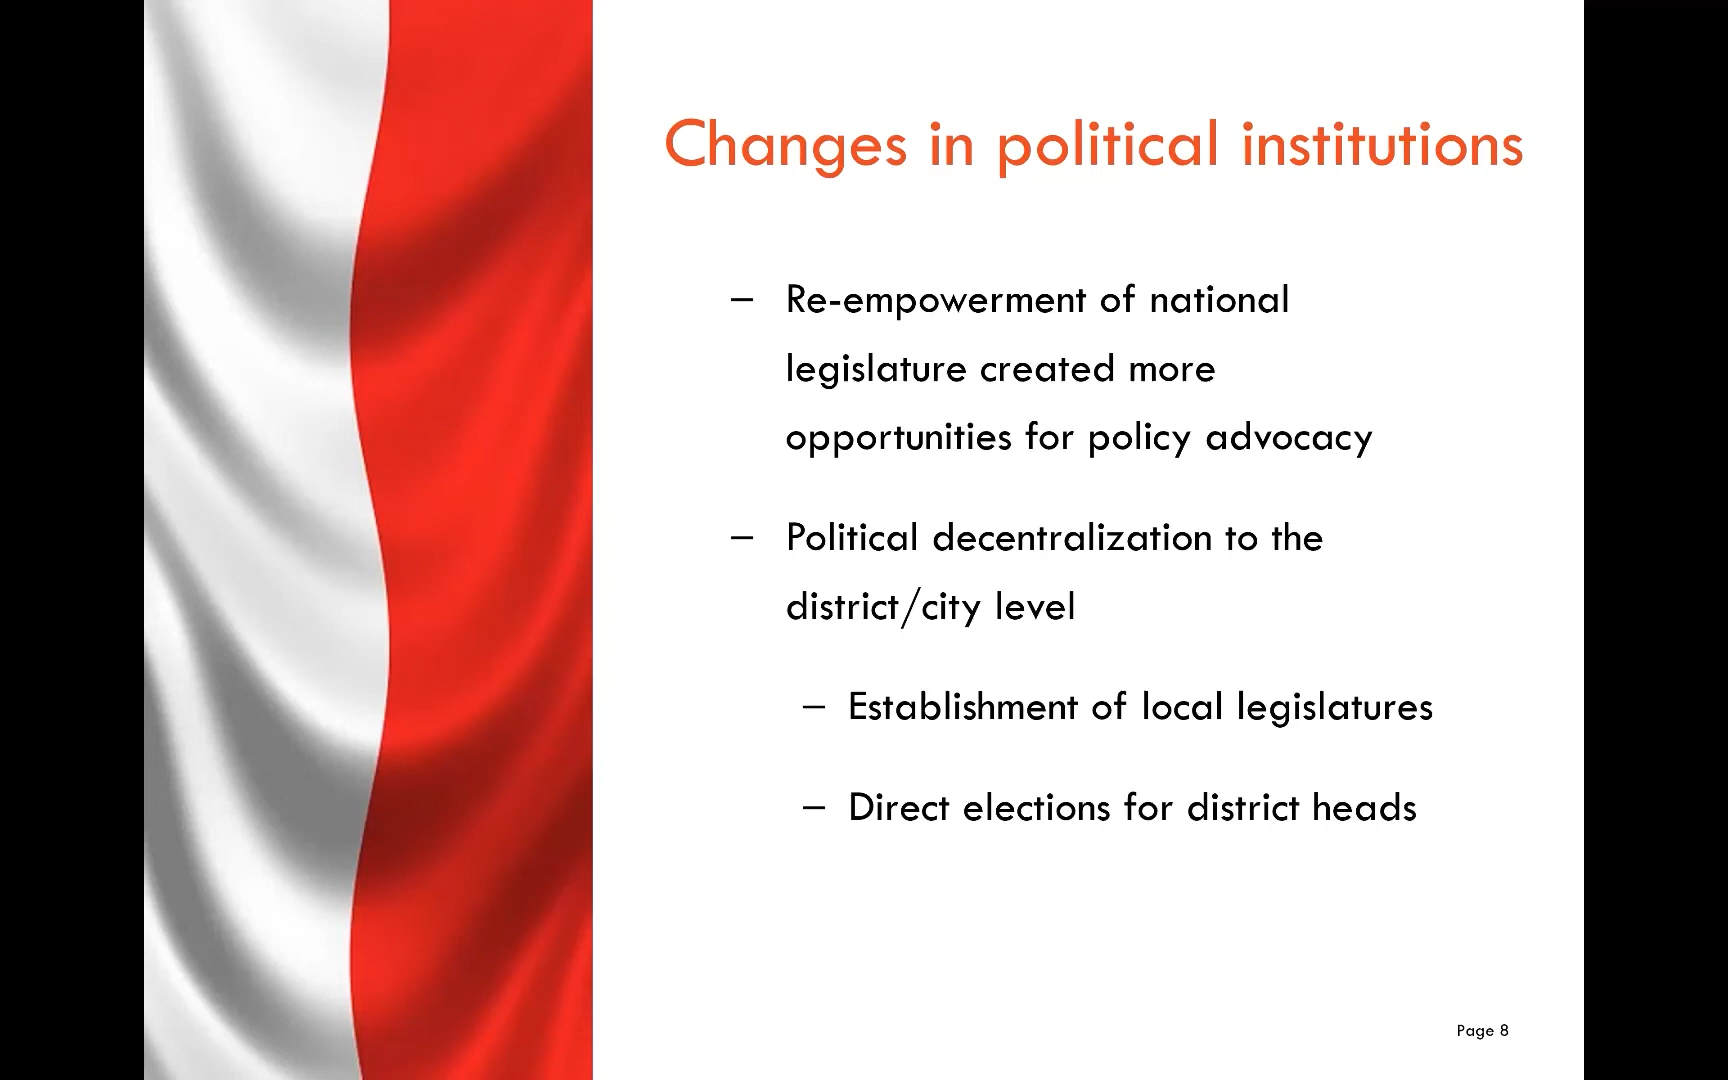 Changes in political institutions
– Re-empowerment of national
legislature created more
opportunities for policy advocacy
– Political decentralization to the
district/city level
– Establishment of local legislatures
– Direct elections for district heads
Page 8